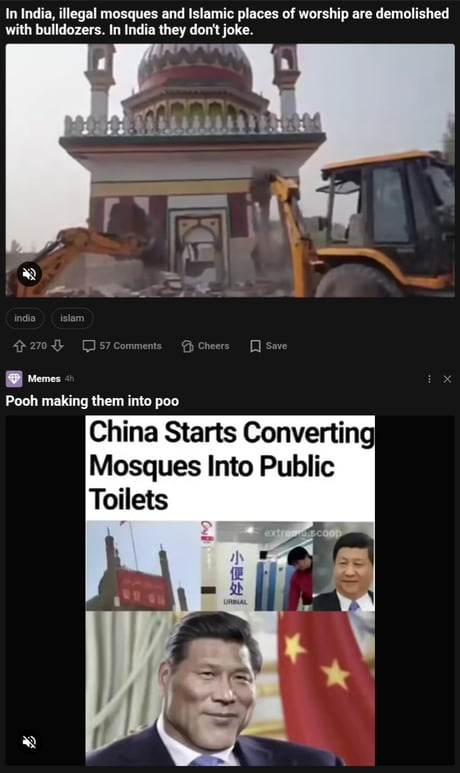 In India, illegal mosques and Islamic places of worship are demolished
with bulldozers. In India they don't joke.
india
islam
270
57 Comments
Cheers
Save
Memes 4h
Pooh making them into poo
China Starts Converting
Mosques Into Public
Toilets
extreme.scoop
小便处
URINAL